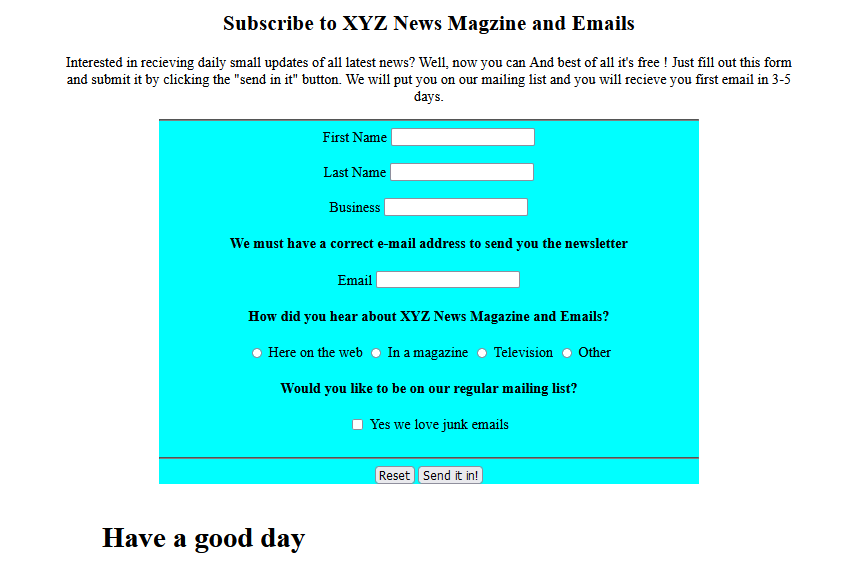 Subscribe to XYZ News Magzine and Emails
Interested in recieving daily small updates of all latest news? Well, now you can And best of all it's free ! Just fill out this form
and submit it by clicking the "send in it" button. We will put you on our mailing list and you will recieve you first email in 3-5
days.
First Name
Last Name
Business
We must have a correct e-mail address to send you the newsletter
Email
How did you hear about XYZ News Magazine and Emails?
Here on the web In a magazine Television Other
Would you like to be on our regular mailing list?
Yes we love junk emails
Reset Send it in!
Have a good day